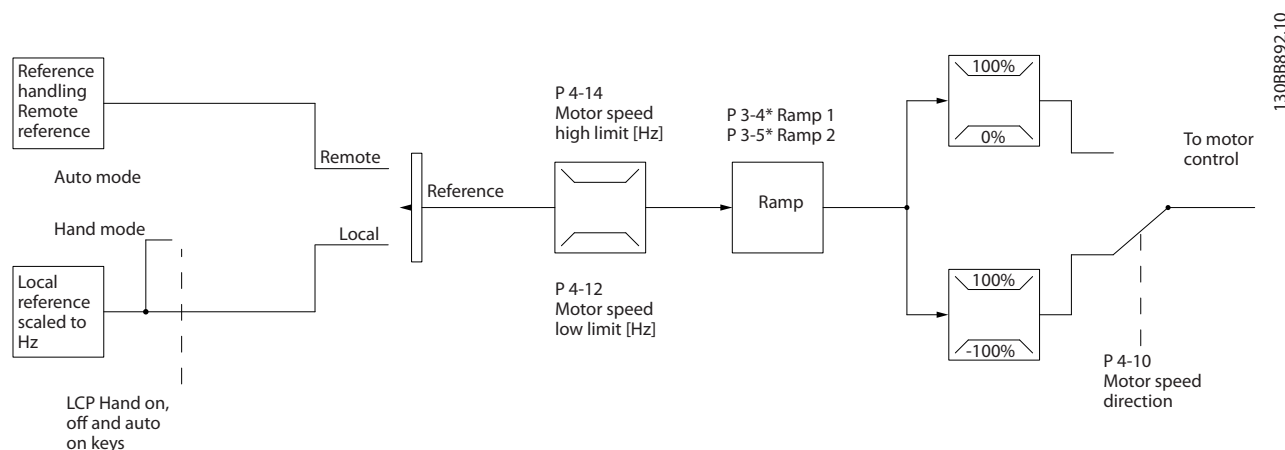 Reference
handling
Remote
reference
Auto mode
Hand mode
Local
reference
scaled to
Hz
LCP Hand on,
off and auto
on keys
Remote
Local
Reference
P 4-14
Motor speed
high limit [Hz]
P 4-12
Motor speed
low limit [Hz]
P 3-4* Ramp 1
P 3-5* Ramp 2
Ramp
100%
0%
100%
-100%
To motor
control
P 4-10
Motor speed
direction
130BB892.10